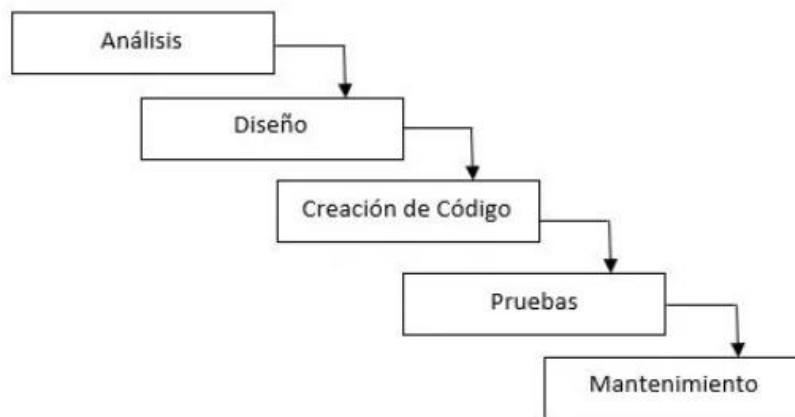 Análisis
Diseño
Creación de Código
Pruebas
Mantenimiento